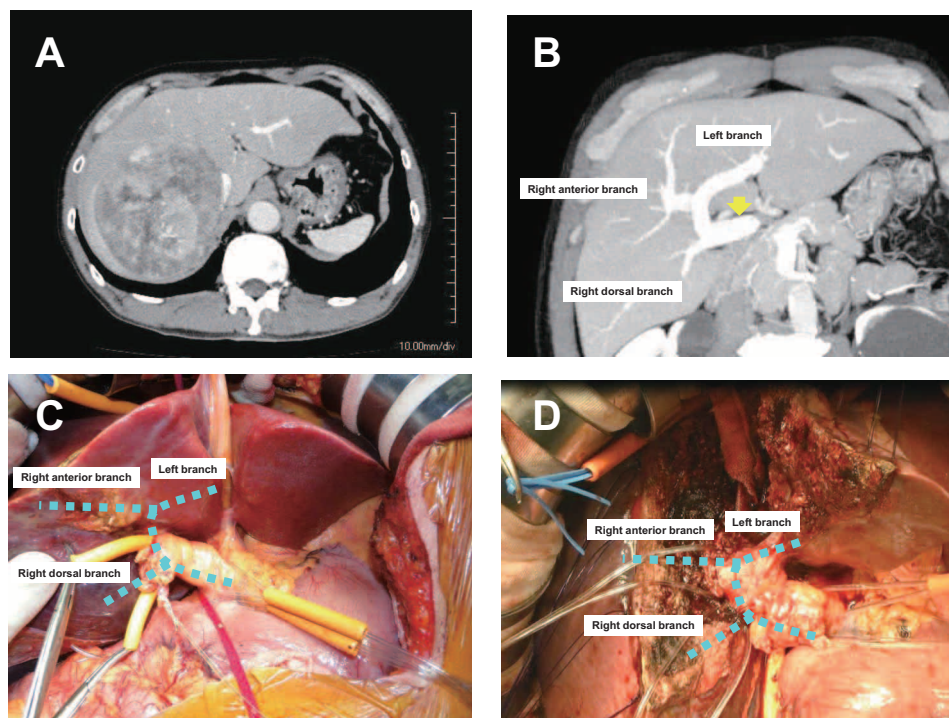 A
10.00mm/div
B
Left branch
Right anterior branch
Right dorsal branch
C
Left branch
Right anterior branch
Right dorsal branch
D
Left branch
Right anterior branch
Right dorsal branch